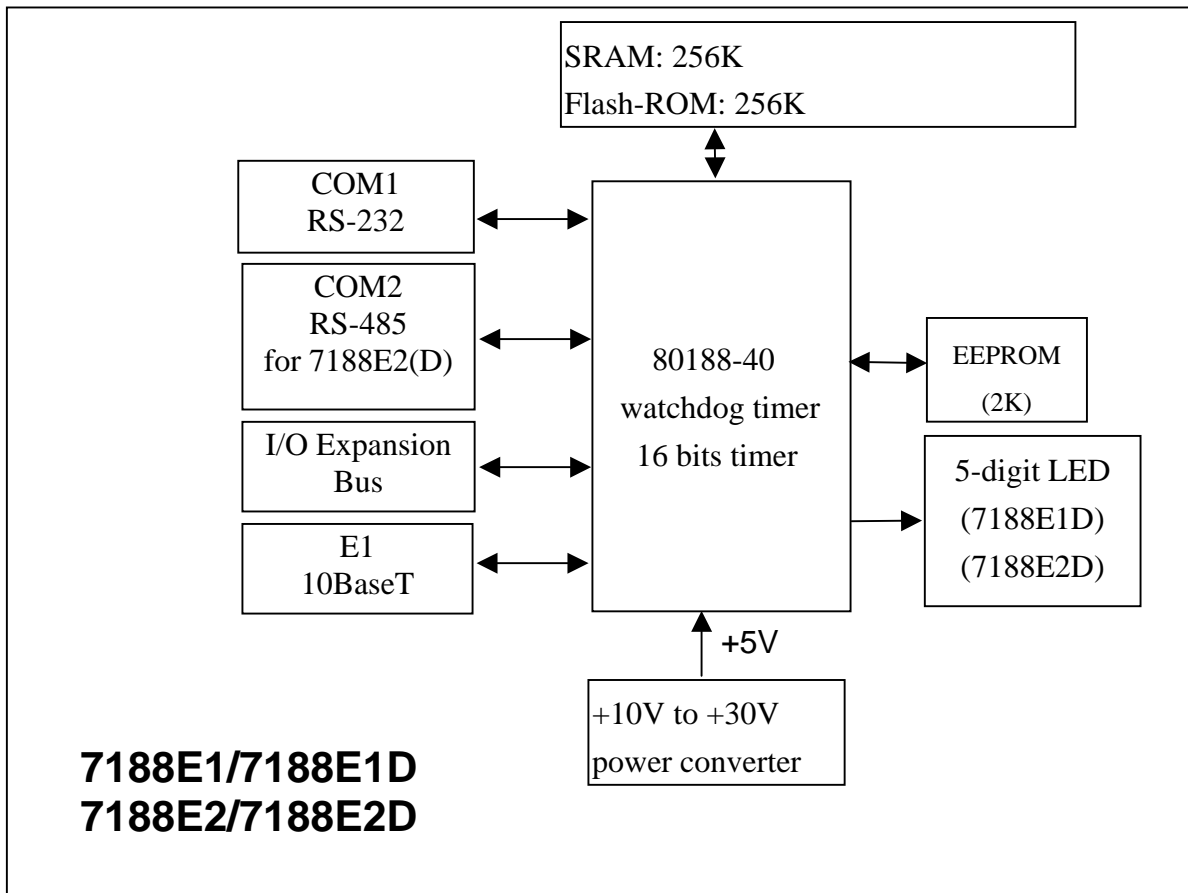 SRAM: 256K
Flash-ROM: 256K
COM1
RS-232
COM2
RS-485
for 7188E2(D)
I/O Expansion
Bus
E1
10BaseT
80188-40
watchdog timer
16 bits timer
EEPROM
(2K)
5-digit LED
(7188E1D)
(7188E2D)
+5V
+10V to +30V
power converter
7188E1/7188E1D
7188E2/7188E2D